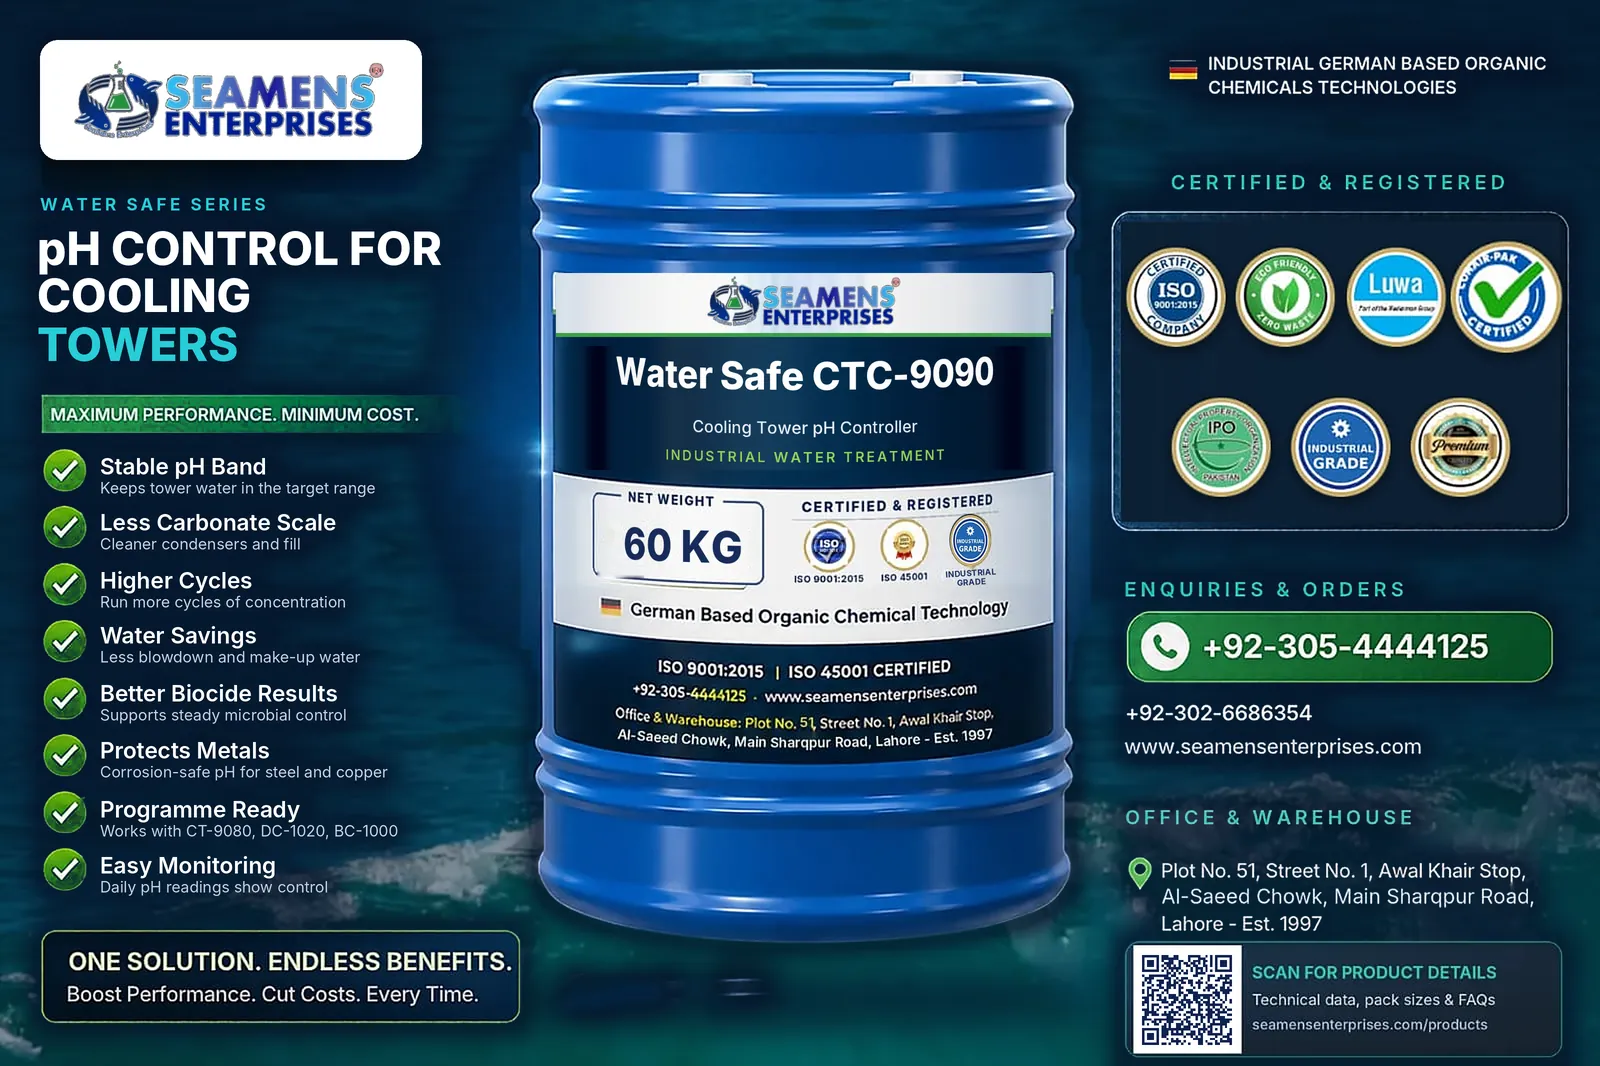 SEAMENS
ENTERPRISES
WATER SAFE SERIES
pH CONTROL FOR
COOLING
TOWERS
MAXIMUM PERFORMANCE. MINIMUM COST.
Stable pH Band
Keeps tower water in the target range
Less Carbonate Scale
Cleaner condensers and fill
Higher Cycles
Run more cycles of concentration
Water Savings
Less blowdown and make-up water
Better Biocide Results
Supports steady microbial control
Protects Metals
Corrosion-safe pH for steel and copper
Programme Ready
Works with CT-9080, DC-1020, BC-1000
Easy Monitoring
Daily pH readings show control
ONE SOLUTION. ENDLESS BENEFITS.
Boost Performance. Cut Costs. Every Time.
SEAMENS
ENTERPRISES
Water Safe CTC-9090
Cooling Tower pH Controller
INDUSTRIAL WATER TREATMENT
NET WEIGHT
60 KG
CERTIFIED & REGISTERED
ISO
INDUSTRIAL
GRADE
ISO 9001:2015
ISO 45001
INDUSTRIAL
GRADE
German Based Organic Chemical Technology
ISO 9001:2015 | ISO 45001 CERTIFIED
+92-305-4444125 · www.seamensenterprises.com
Office & Warehouse: Plot No. 51, Street No. 1, Awal Khair Stop,
Al-Saeed Chowk, Main Sharqpur Road, Lahore - Est. 1997
INDUSTRIAL GERMAN BASED ORGANIC
CHEMICALS TECHNOLOGIES
CERTIFIED & REGISTERED
CERTIFIED
ISO
9001:2015
COMPANY
ECO FRIENDLY
ZERO WASTE
Luwa
Part of the Group
CERTIFIED
INTELLECTUAL PROPERTY ORGANIZATION
IPO
PAKISTAN
INDUSTRIAL
GRADE
Premium
ENQUIRIES & ORDERS
+92-305-4444125
+92-302-6686354
www.seamensenterprises.com
OFFICE & WAREHOUSE
Plot No. 51, Street No. 1, Awal Khair Stop,
Al-Saeed Chowk, Main Sharqpur Road,
Lahore - Est. 1997
SCAN FOR PRODUCT DETAILS
Technical data, pack sizes & FAQs
seamensenterprises.com/products